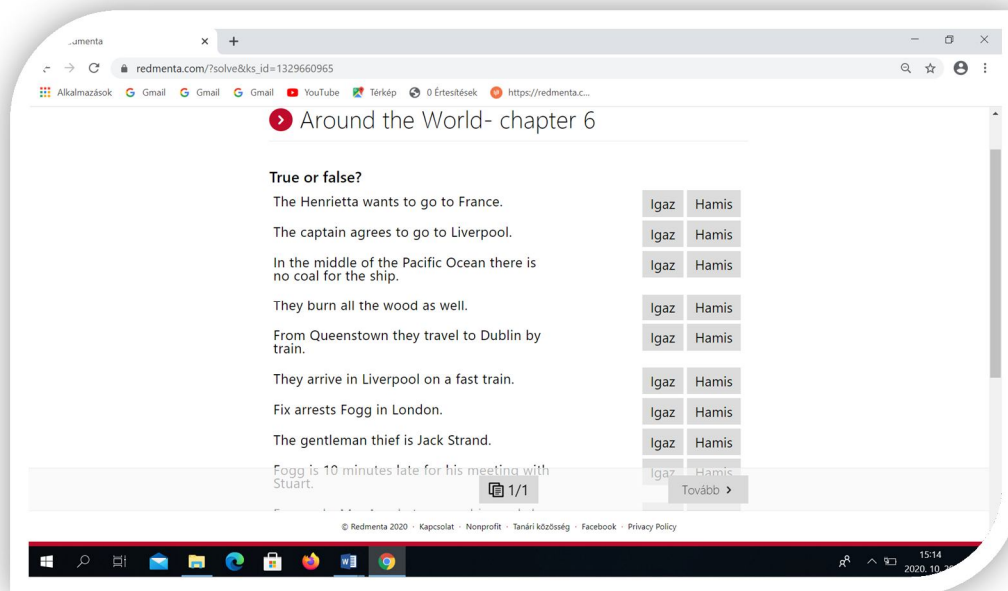 redmenta.com/?solve&ks_id=1329660965
Alkalmazások Gmail Gmail Gmail YouTube Térkép 0 Értesítések https://redmenta.c...
Around the World- chapter 6
True or false?
The Henrietta wants to go to France. Igaz Hamis
The captain agrees to go to Liverpool. Igaz Hamis
In the middle of the Pacific Ocean there is
no coal for the ship. Igaz Hamis
They burn all the wood as well. Igaz Hamis
From Queenstown they travel to Dublin by
train. Igaz Hamis
They arrive in Liverpool on a fast train. Igaz Hamis
Fix arrests Fogg in London. Igaz Hamis
The gentleman thief is Jack Strand. Igaz Hamis
Fogg is 10 minutes late for his meeting with
Stuart. Igaz Hamis
1/1 Tovább
© Redmenta 2020 · Kapcsolat · Nonprofit · Tanári közösség · Facebook · Privacy Policy
15:14
2020. 10.